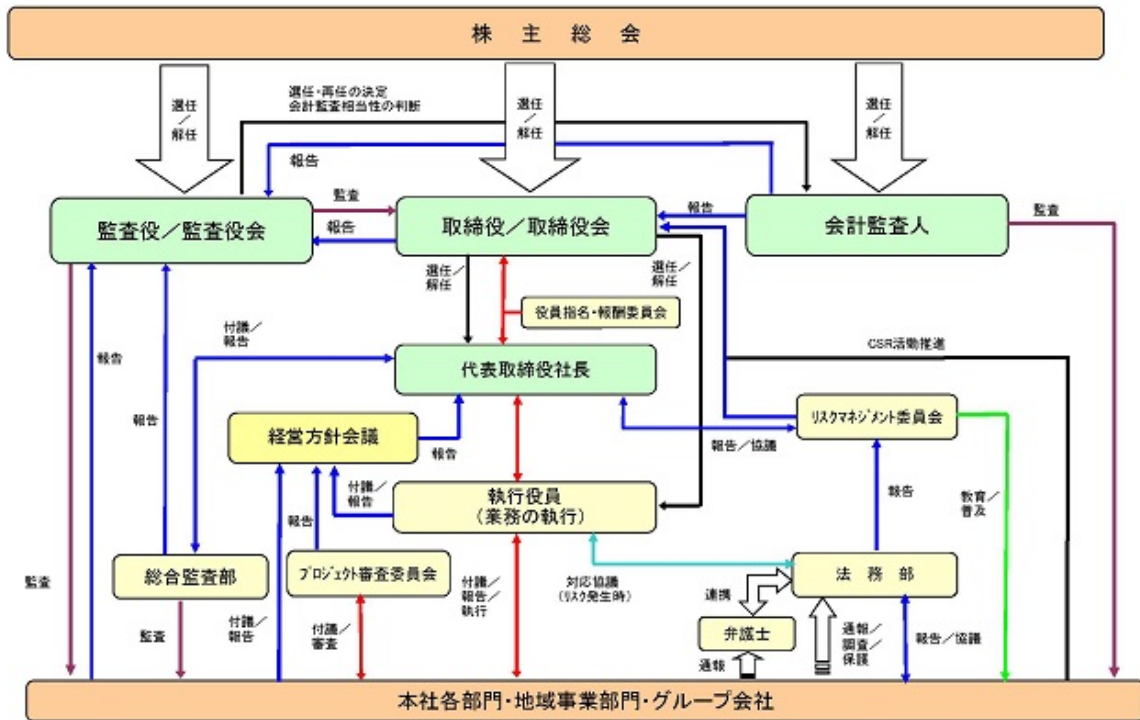 株主総会
選任
／
解任
選任・再任の決定
会計監査相当性の判断
選任
／
解任
選任
／
解任
報告
監査
報告
報告
監査
監査役／監査役会
取締役／取締役会
会計監査人
選任／
解任
選任／
解任
役員指名・報酬委員会
付議／
報告
CSR活動推進
報告
代表取締役社長
報告
経営方針会議
報告
報告／協議
リスクマネジメント委員会
付議／
報告
執行役員
(業務の執行)
報告
報告
教育／
普及
総合監査部
プロジェクト審査委員会
付議／
報告／
執行
対応協議
(リスク発生時)
法務部
連携
監査
監査
付議／
報告
付議／
審査
弁護士
通報
通報／
調査／
保護
報告／協議
本社各部門・地域事業部門・グループ会社